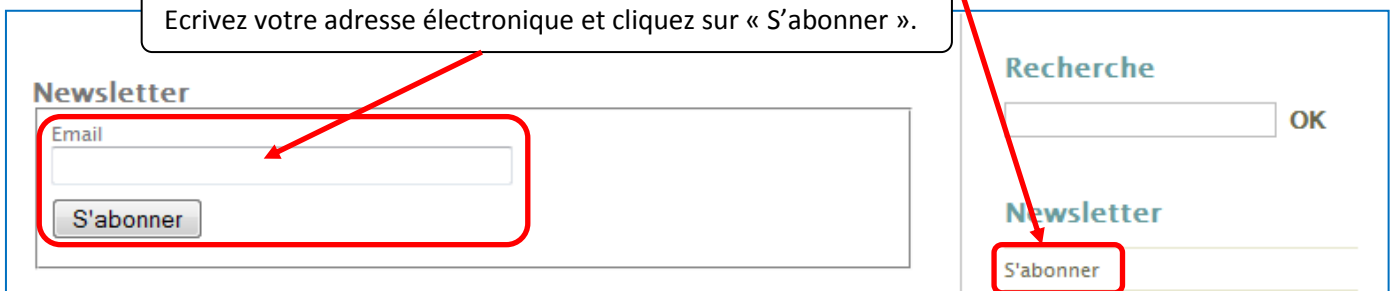 Ecrivez votre adresse électronique et cliquez sur « S’abonner ».
Newsletter
Email
S'abonner
Recherche
OK
Newsletter
S'abonner